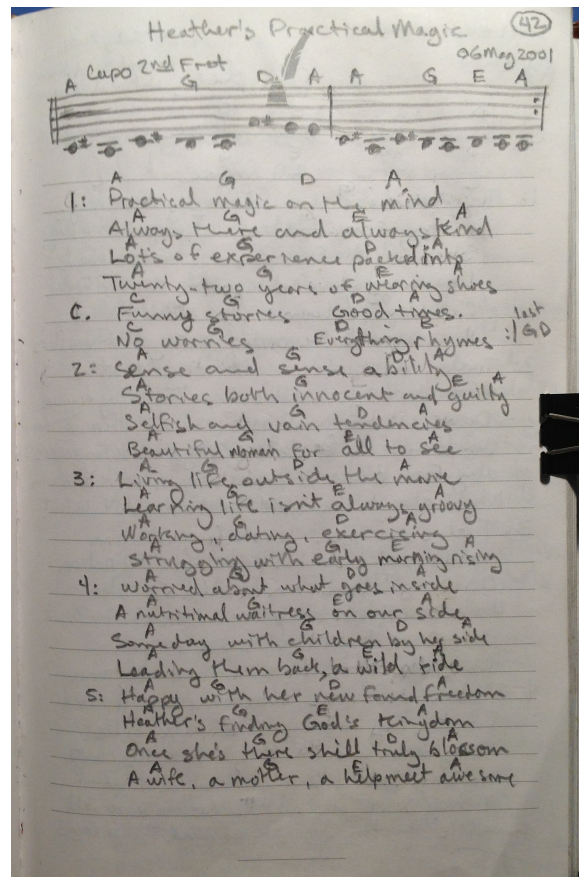 Heather's Practical Magic
42
06 May 2001
Capo 2nd Fret
A G D A A G E A
A G D A
1: Practical magic on the mind
A G E A
Always there and always kind
A G D A
Lots of experience packed into
A G E A
Twenty-two years of wearing shoes
C G D A
C. Funny stories Good times.
C G D E
No worries Everything rhymes :/ last GD
A G D A
2: Sense and sense ability
A G E A
Stories both innocent and guilty
A G D A
Selfish and vain tendencies
A G E A
Beautiful woman for all to see
A G D A
3: Living life outside the movie
A G E A
Learning life isn't always groovy
A G D A
Working, dating, exercising
A G E A
struggling with early morning rising
A G D A
4: Worried about what goes inside
A G E A
A nutritional waitress on our side
A G D A
Someday with children by her side
A G E A
Leading them back, a wild ride
A G D A
5: Happy with her new found freedom
A G E A
Heather's finding God's Kingdom
A G D A
Once she's there she'll truly blossom
A G E A
A wife, a mother, a helpmeet awesome